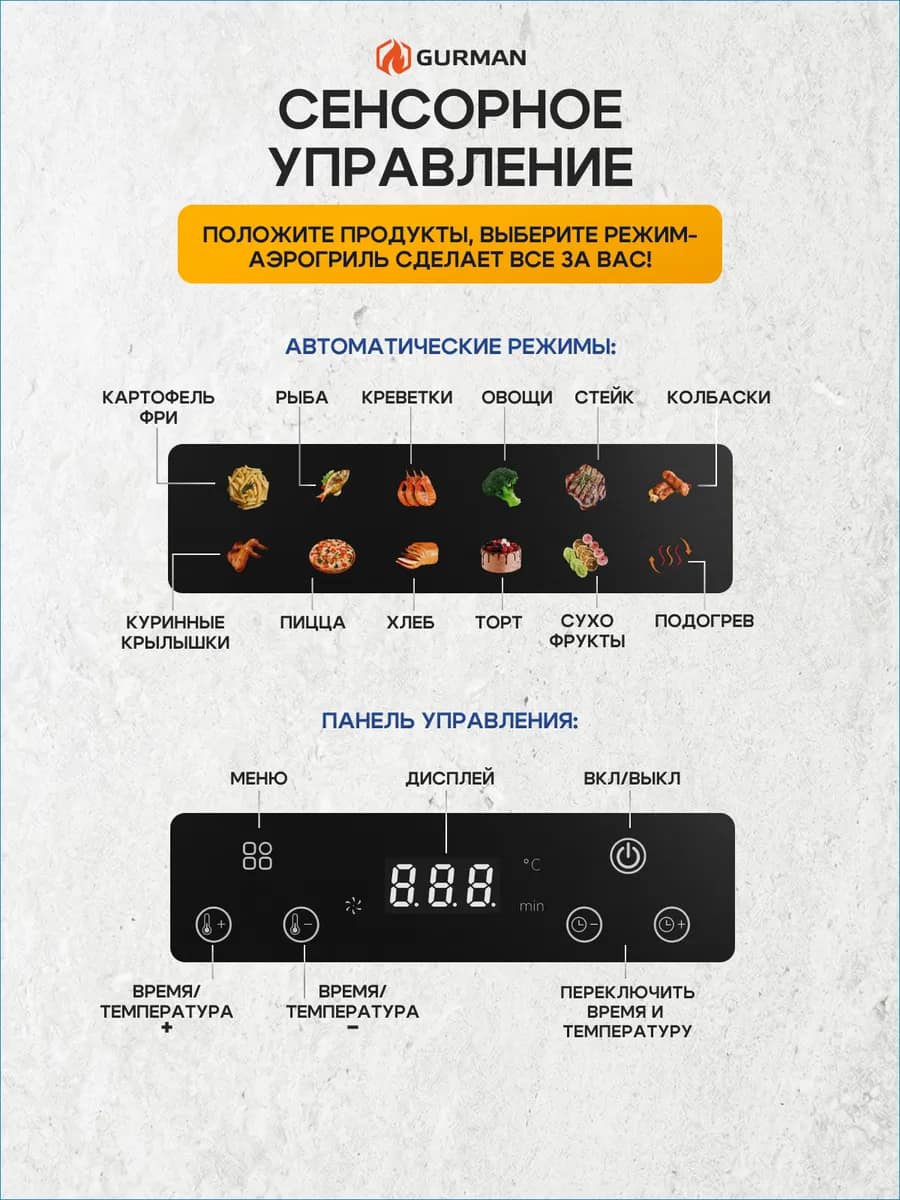 GURMAN
СЕНСОРНОЕ
УПРАВЛЕНИЕ
ПОЛОЖИТЕ ПРОДУКТЫ, ВЫБЕРИТЕ РЕЖИМ-
АЭРОГРИЛЬ СДЕЛАЕТ ВСЕ ЗА ВАС!
АВТОМАТИЧЕСКИЕ РЕЖИМЫ:
КАРТОФЕЛЬ
ФРИ
РЫБА
КРЕВЕТКИ
ОВОЩИ
СТЕЙК
КОЛБАСКИ
КУРИННЫЕ
КРЫЛЫШКИ
ПИЦЦА
ХЛЕБ
ТОРТ
СУХО
ФРУКТЫ
ПОДОГРЕВ
ПАНЕЛЬ УПРАВЛЕНИЯ:
МЕНЮ
ДИСПЛЕЙ
ВКЛ/ВЫКЛ
8.8.8.
°C
min
+
−
−
+
ВРЕМЯ/
ТЕМПЕРАТУРА
+
ВРЕМЯ/
ТЕМПЕРАТУРА
−
ПЕРЕКЛЮЧИТЬ
ВРЕМЯ И
ТЕМПЕРАТУРУ